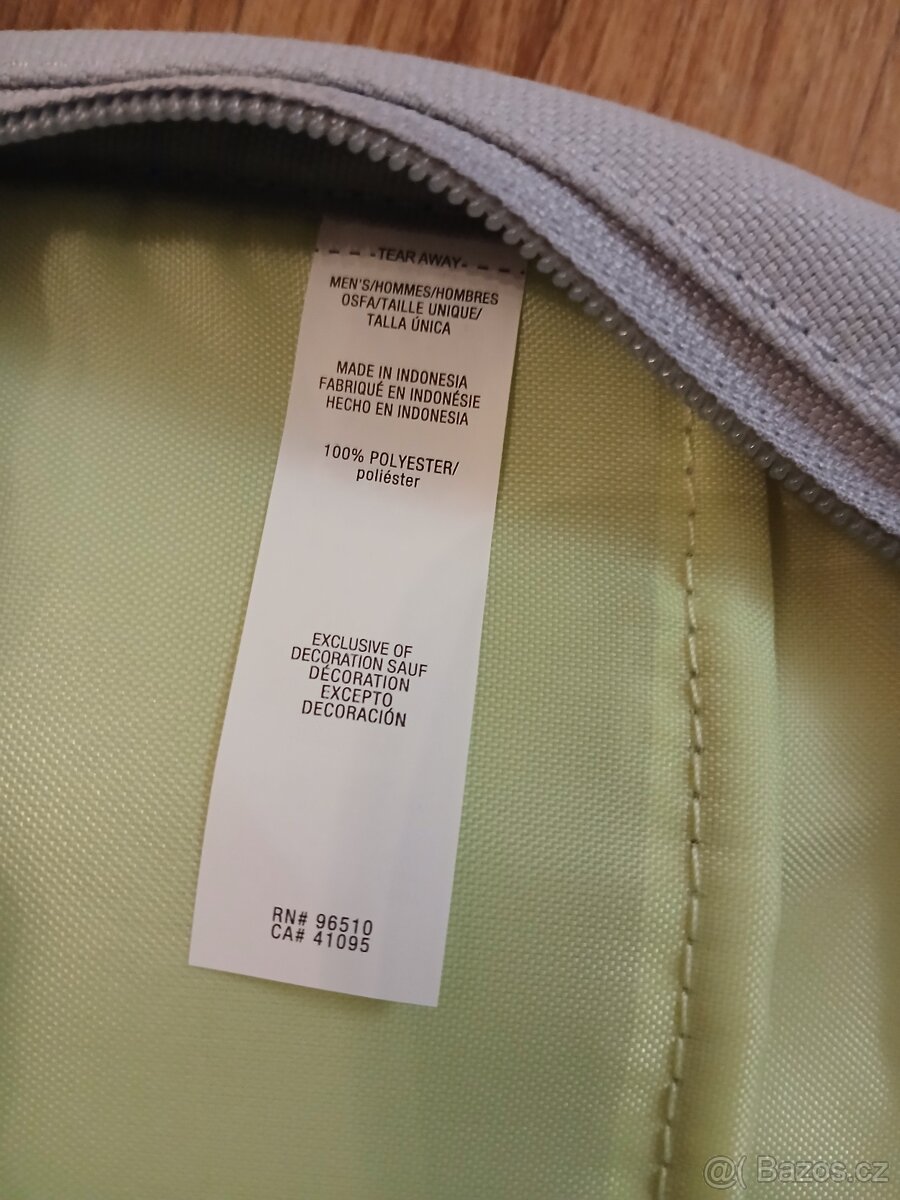 -TEAR AWAY-
MEN'S/HOMMES/HOMBRES
OSFA/TAILLE UNIQUE/
TALLA ÚNICA
MADE IN INDONESIA
FABRIQUÉ EN INDONÉSIE
HECHO EN INDONESIA
100% POLYESTER/
poliéster
EXCLUSIVE OF
DECORATION SAUF
DÉCORATION
EXCEPTO
DECORACIÓN
RN# 96510
CA# 41095
Bazos.cz